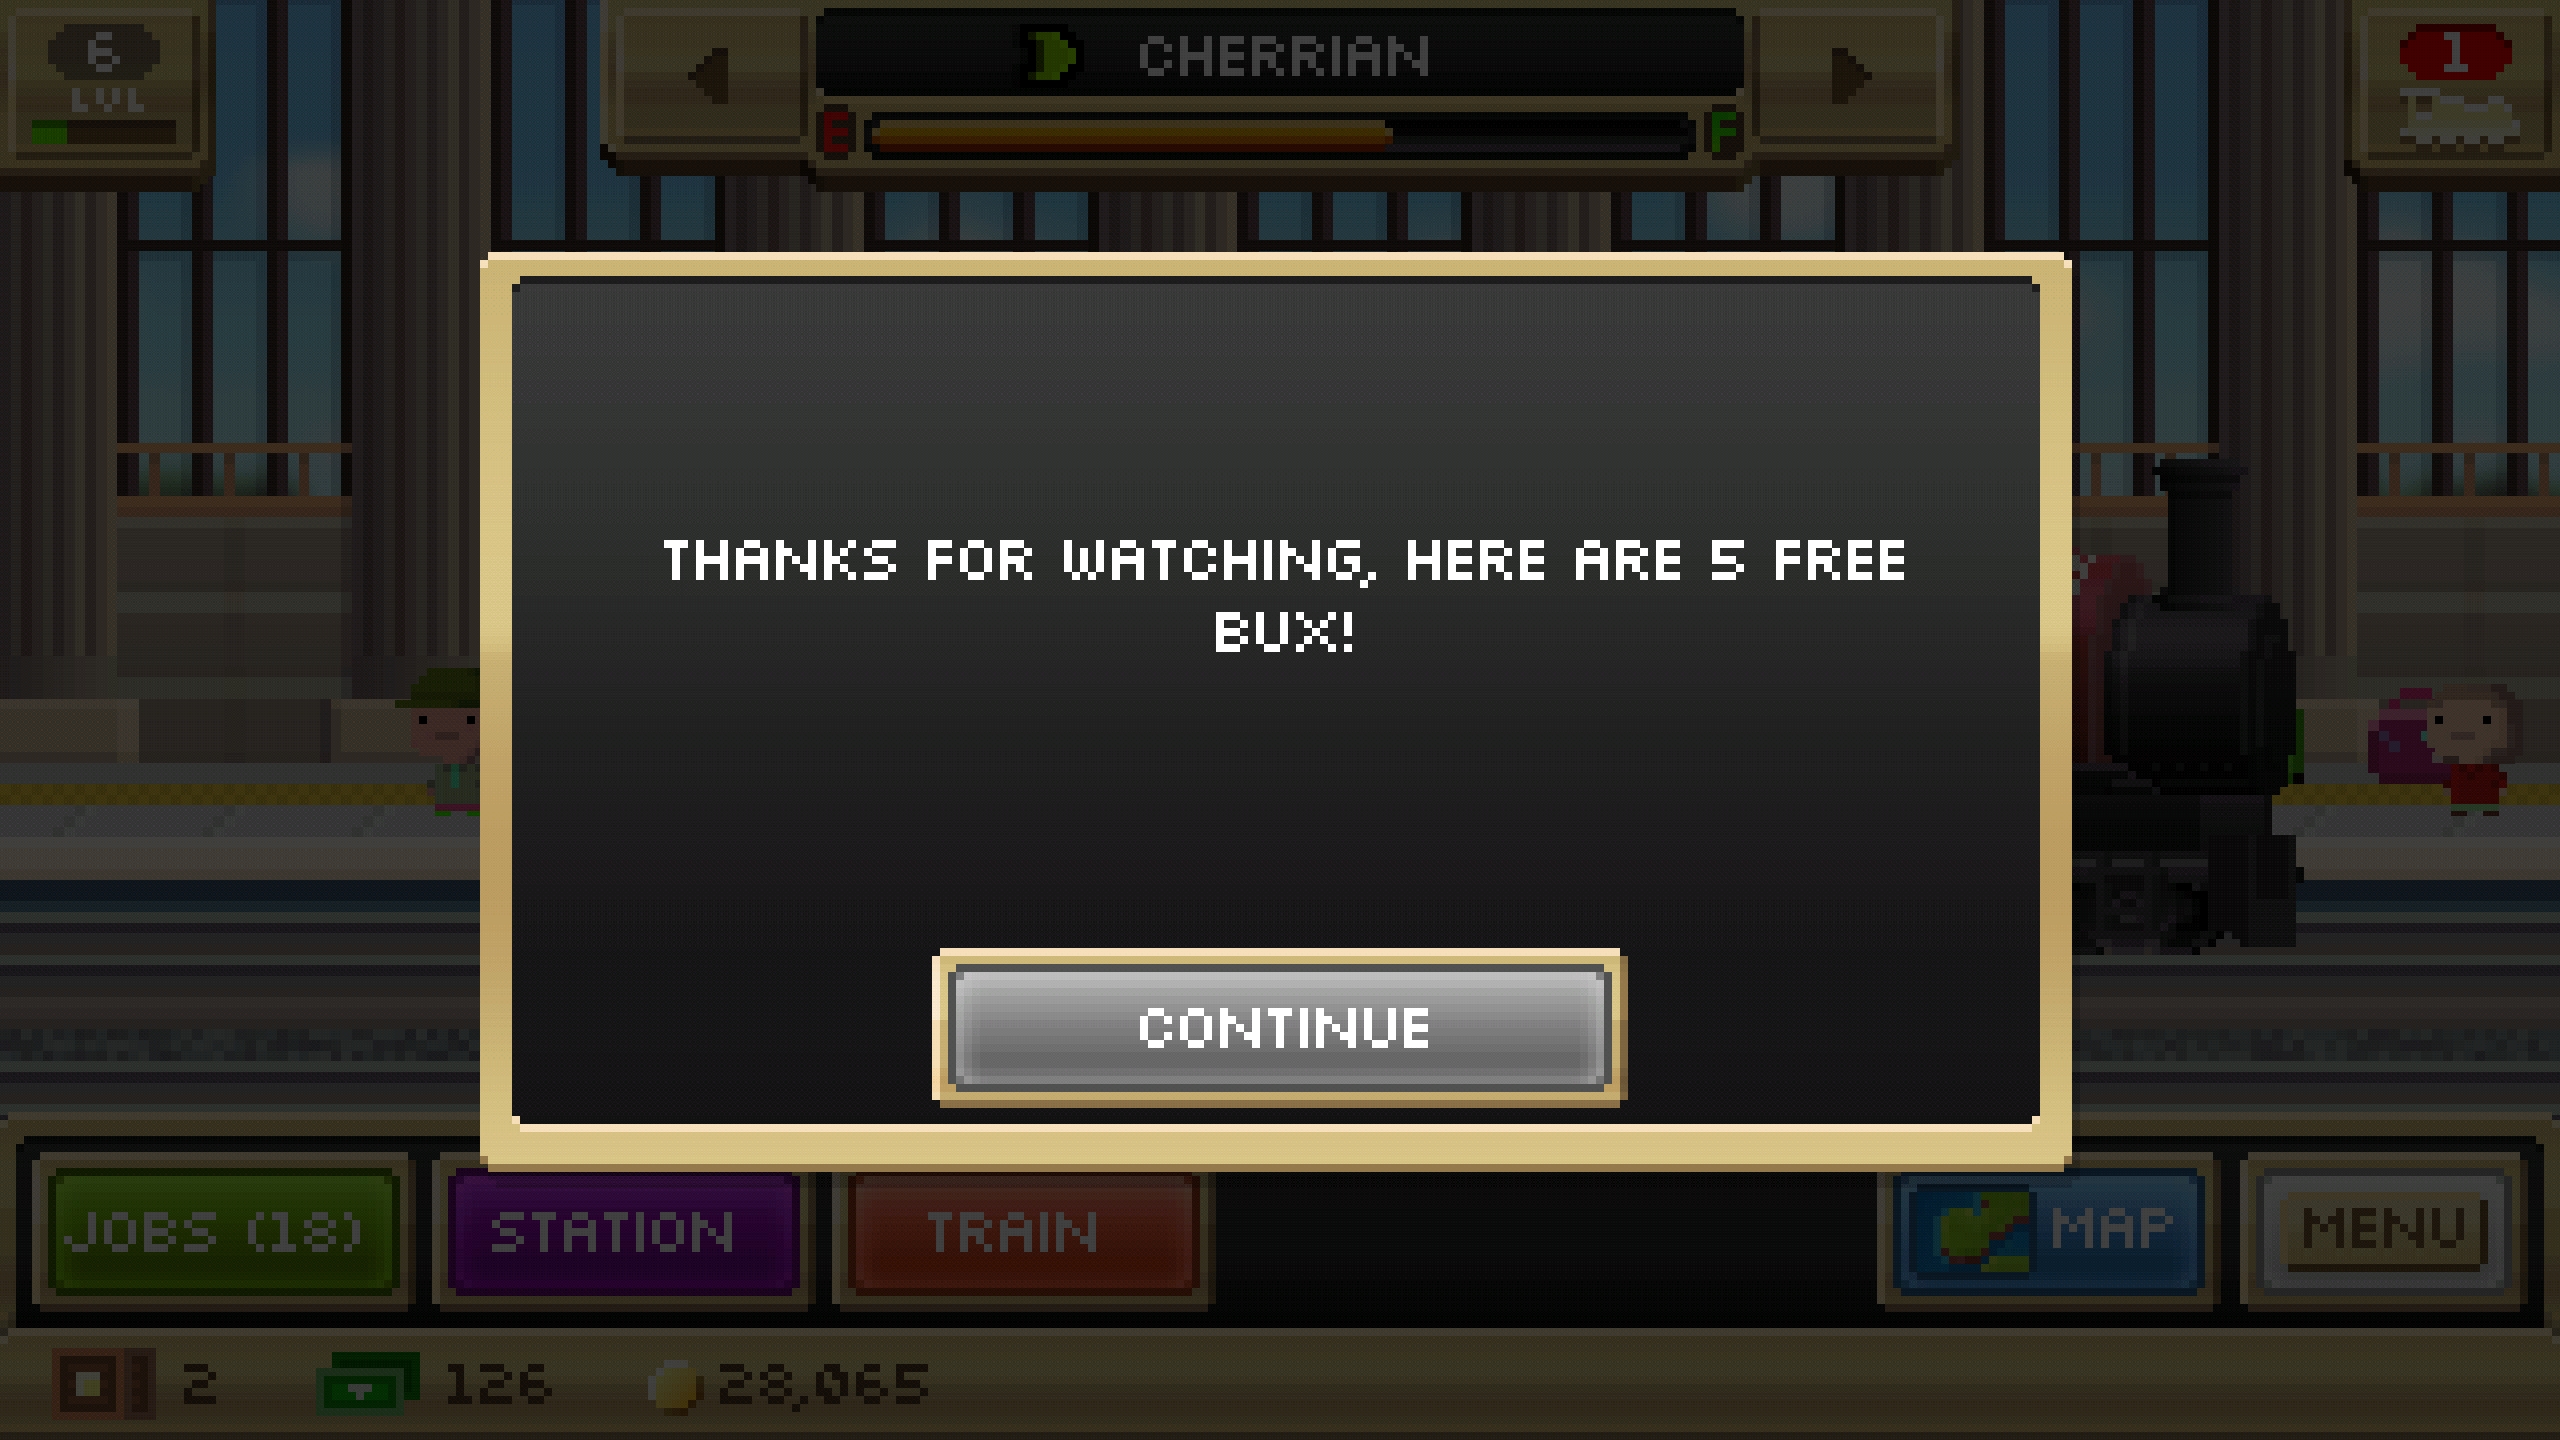 6
LVL
CHERRIAN
1
E F
THANKS FOR WATCHING, HERE ARE 5 FREE
BUX!
CONTINUE
JOBS (18) STATION TRAIN MAP MENU
2 126 28,065